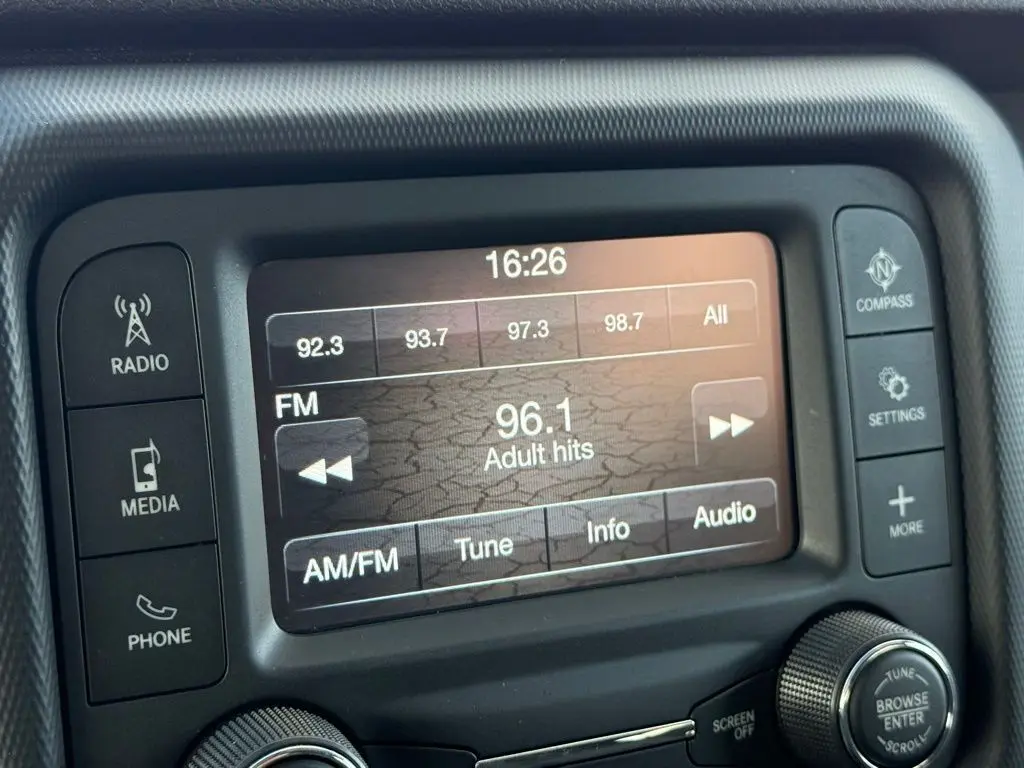 16:26
92.3 93.7 97.3 98.7 All
FM
96.1
Adult hits
AM/FM Tune Info Audio
RADIO
MEDIA
PHONE
N
COMPASS
SETTINGS
MORE
SCREEN
OFF
TUNE
BROWSE
ENTER
SCROLL